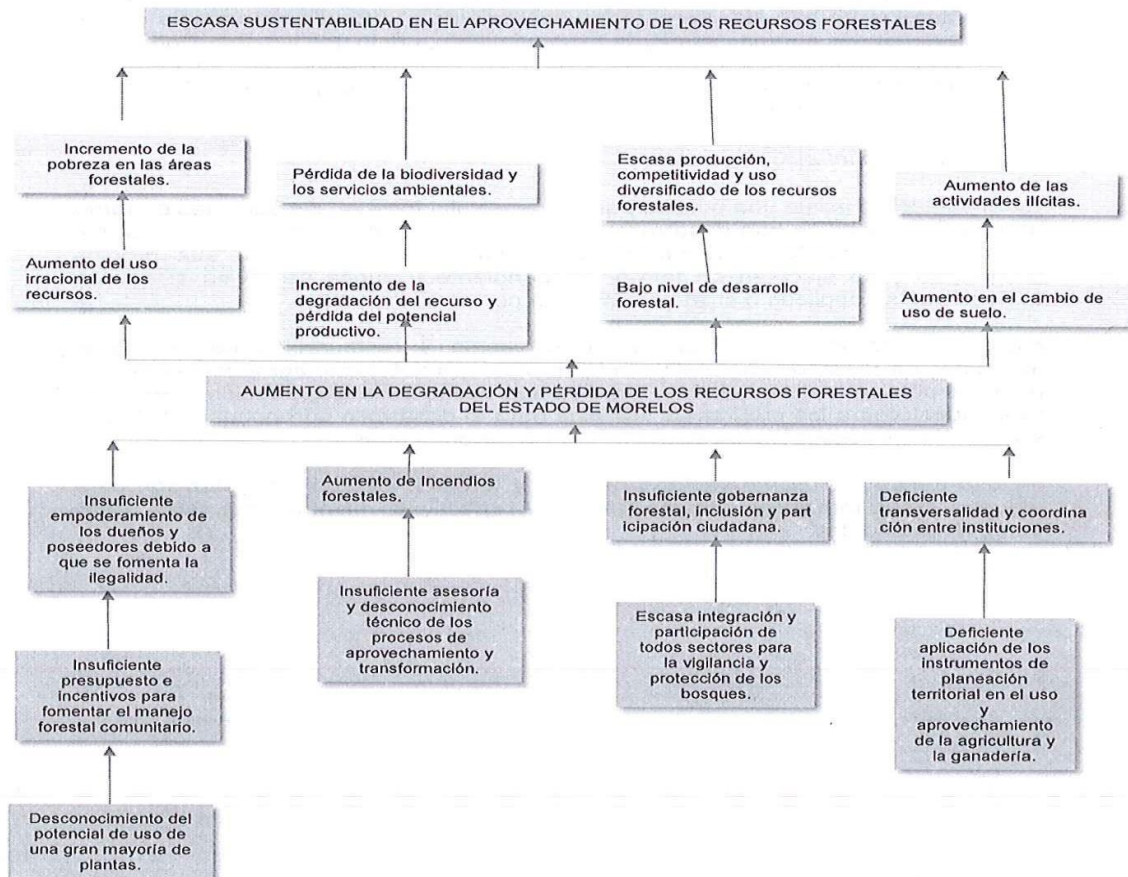 ESCASA SUSTENTABILIDAD EN EL APROVECHAMIENTO DE LOS RECURSOS FORESTALES
Incremento de la
pobreza en las áreas
forestales.
Pérdida de la biodiversidad y
los servicios ambientales.
Escasa producción,
competitividad y uso
diversificado de los recursos
forestales.
Aumento de las
actividades ilícitas.
Aumento del uso
irracional de los
recursos.
Incremento de la
degradación del recurso y
pérdida del potencial
productivo.
Bajo nivel de desarrollo
forestal.
Aumento en el cambio de
uso de suelo.
AUMENTO EN LA DEGRADACIÓN Y PÉRDIDA DE LOS RECURSOS FORESTALES
DEL ESTADO DE MORELOS
Insuficiente
empoderamiento de
los dueños y
poseedores debido a
que se fomenta la
ilegalidad.
Aumento de Incendios
forestales.
Insuficiente gobernanza
forestal, inclusión y part
icipación ciudadana.
Deficiente
transversalidad y coordina
ción entre instituciones.
Insuficiente
presupuesto e
incentivos para
fomentar el manejo
forestal comunitario.
Insuficiente asesoría
y desconocimiento
técnico de los
procesos de
aprovechamiento y
transformación.
Escasa integración y
participación de
todos sectores para
la vigilancia y
protección de los
bosques.
Deficiente
aplicación de los
instrumentos de
planeación
territorial en el uso
y
aprovechamiento
de la agricultura y
la ganadería.
Desconocimiento del
potencial de uso de
una gran mayoría de
plantas.